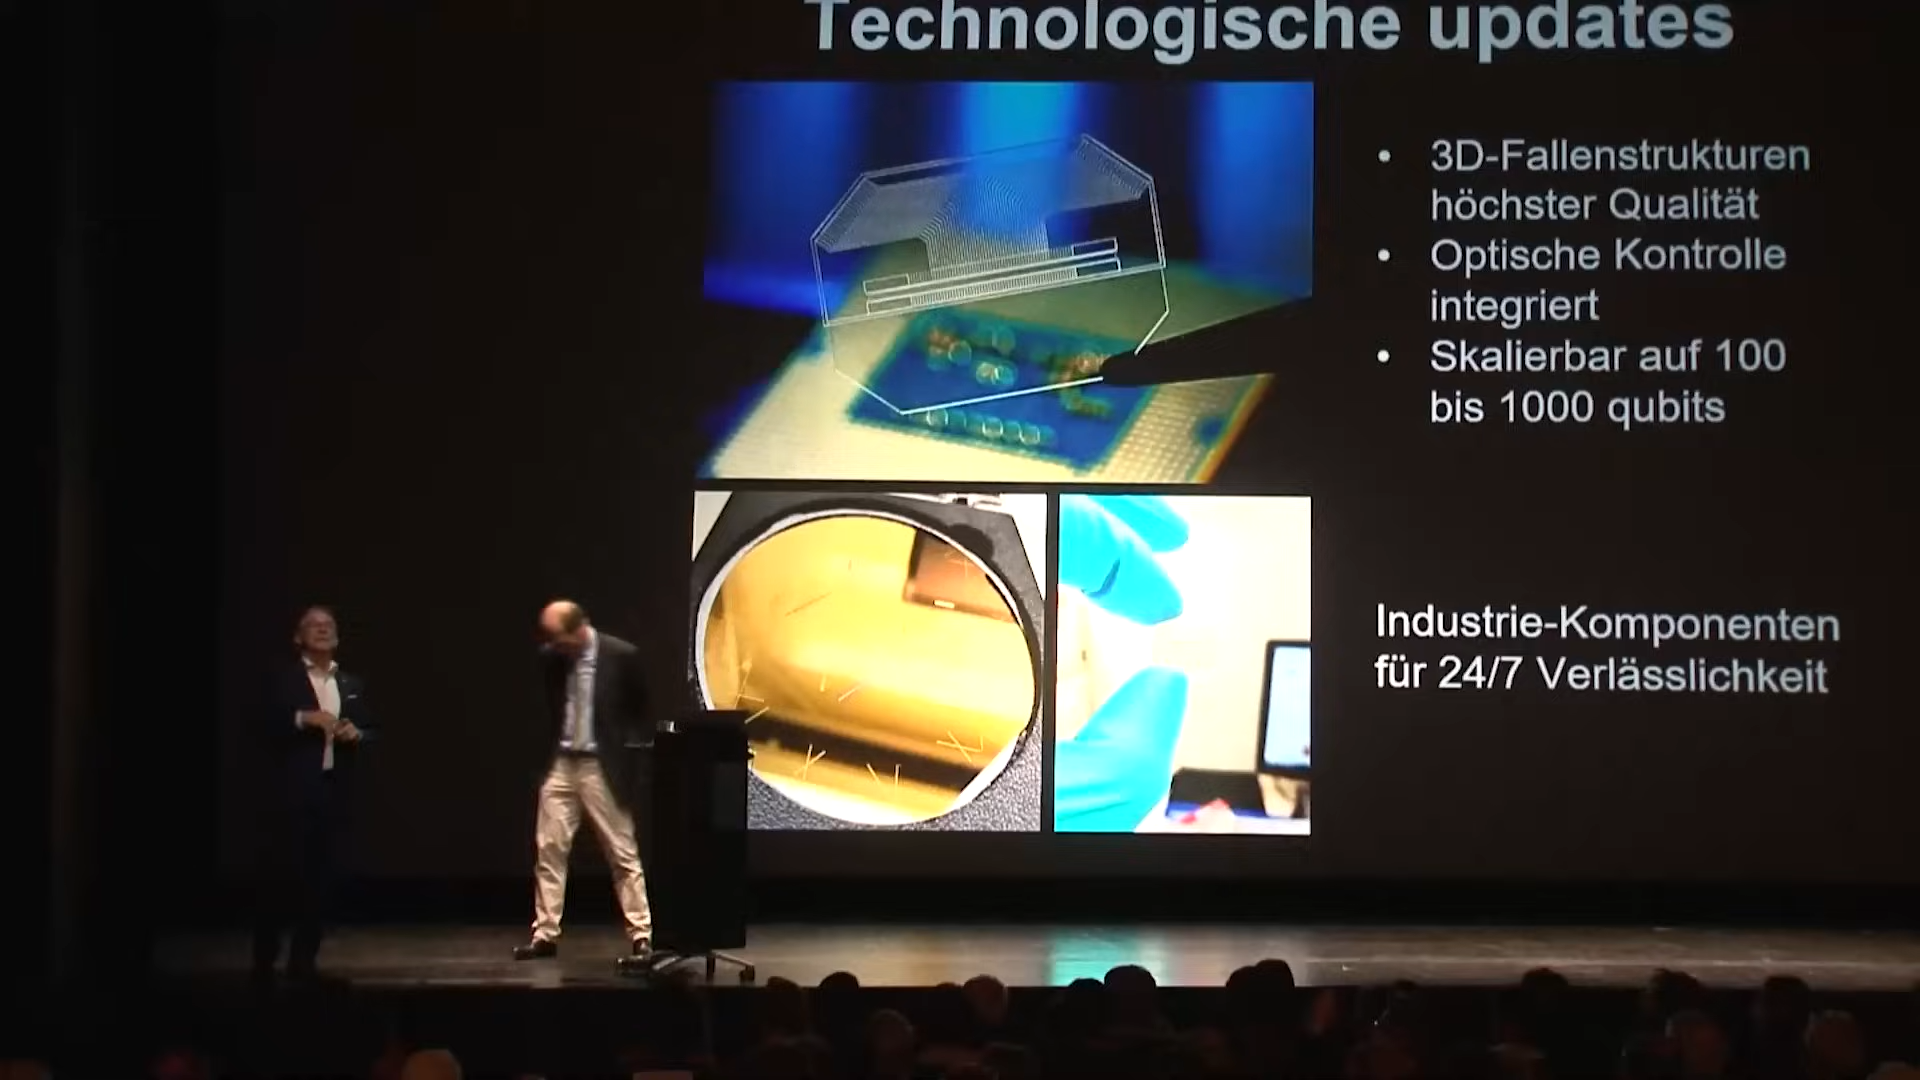 Technologische updates
• 3D-Fallenstrukturen
höchster Qualität
• Optische Kontrolle
integriert
• Skalierbar auf 100
bis 1000 qubits
Industrie-Komponenten
für 24/7 Verlässlichkeit